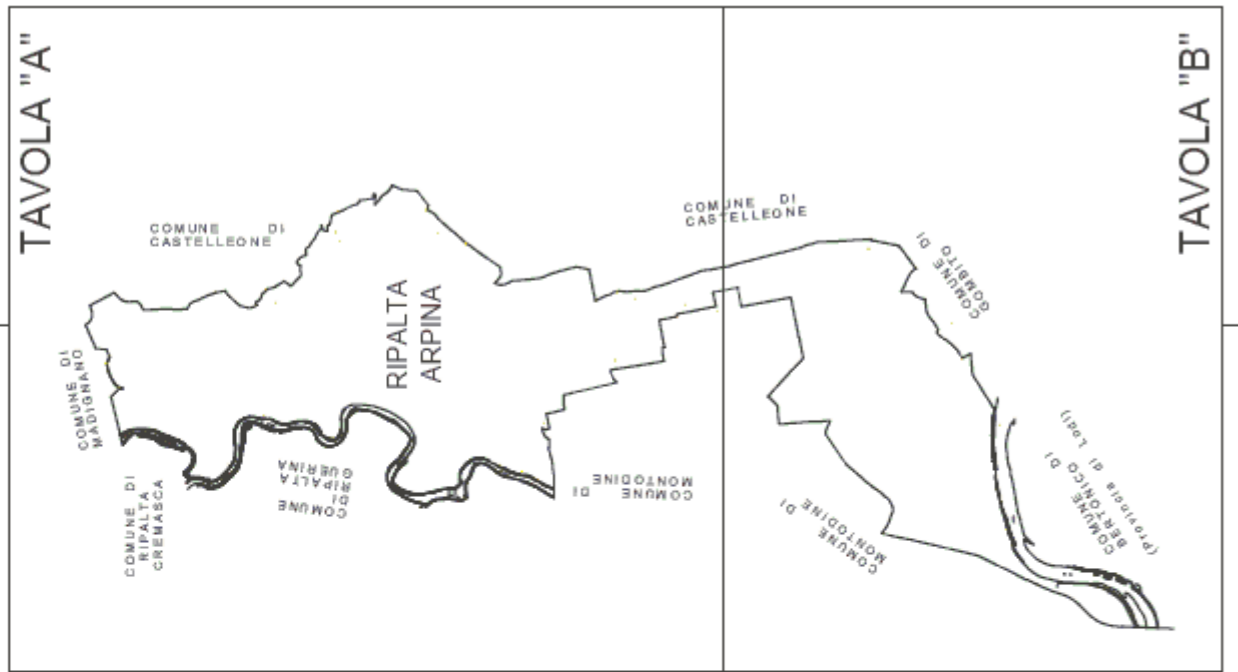 TAVOLA "A"
TAVOLA "B"
COMUNE DI
CASTELLEONE
COMUNE DI
CASTELLEONE
COMUNE DI
GOMBITO
COMUNE DI
MADIGNANO
RIPALTA
ARPINA
COMUNE DI
RIPALTA
CREMASCA
COMUNE
DI
RIPALTA
GUERINA
COMUNE DI
MONTODINE
COMUNE DI
MONTODINE
COMUNE DI
BERTONICO
(Provincia di Lodi)